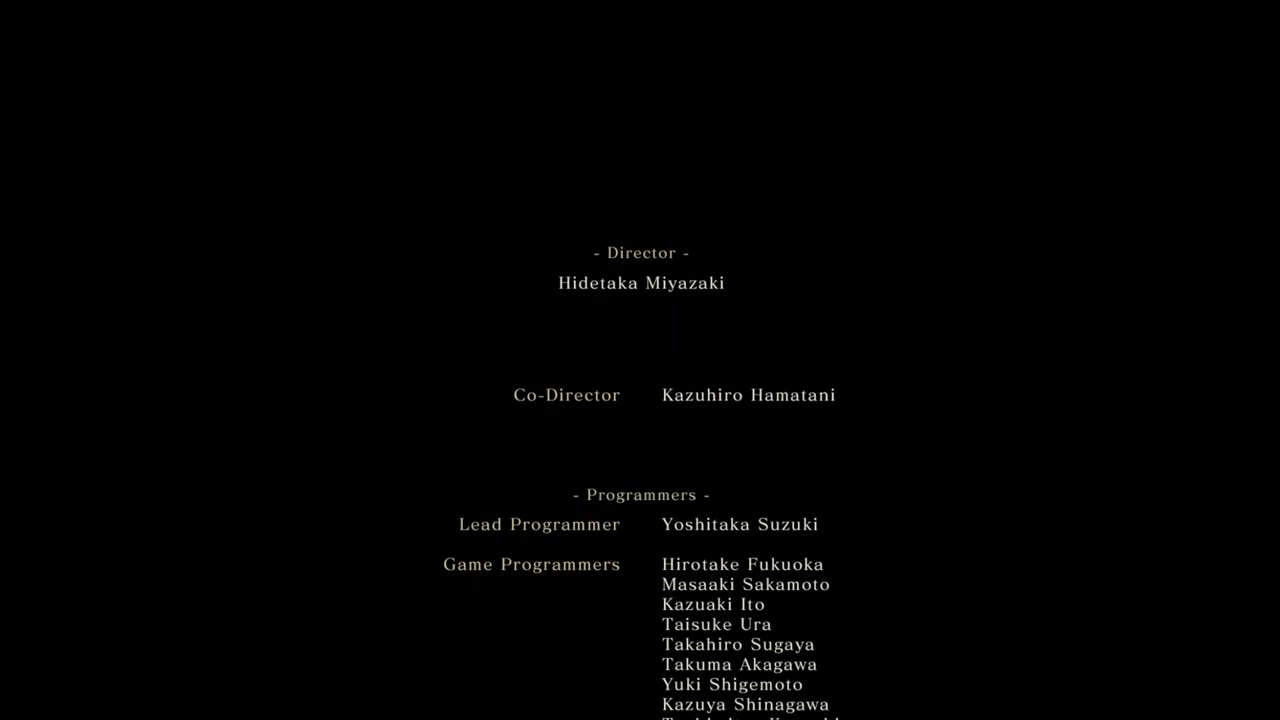 - Director -
Hidetaka Miyazaki
Co-Director Kazuhiro Hamatani
- Programmers -
Lead Programmer Yoshitaka Suzuki
Game Programmers Hirotake Fukuoka
Masaaki Sakamoto
Kazuaki Ito
Taisuke Ura
Takahiro Sugaya
Takuma Akagawa
Yuki Shigemoto
Kazuya Shinagawa